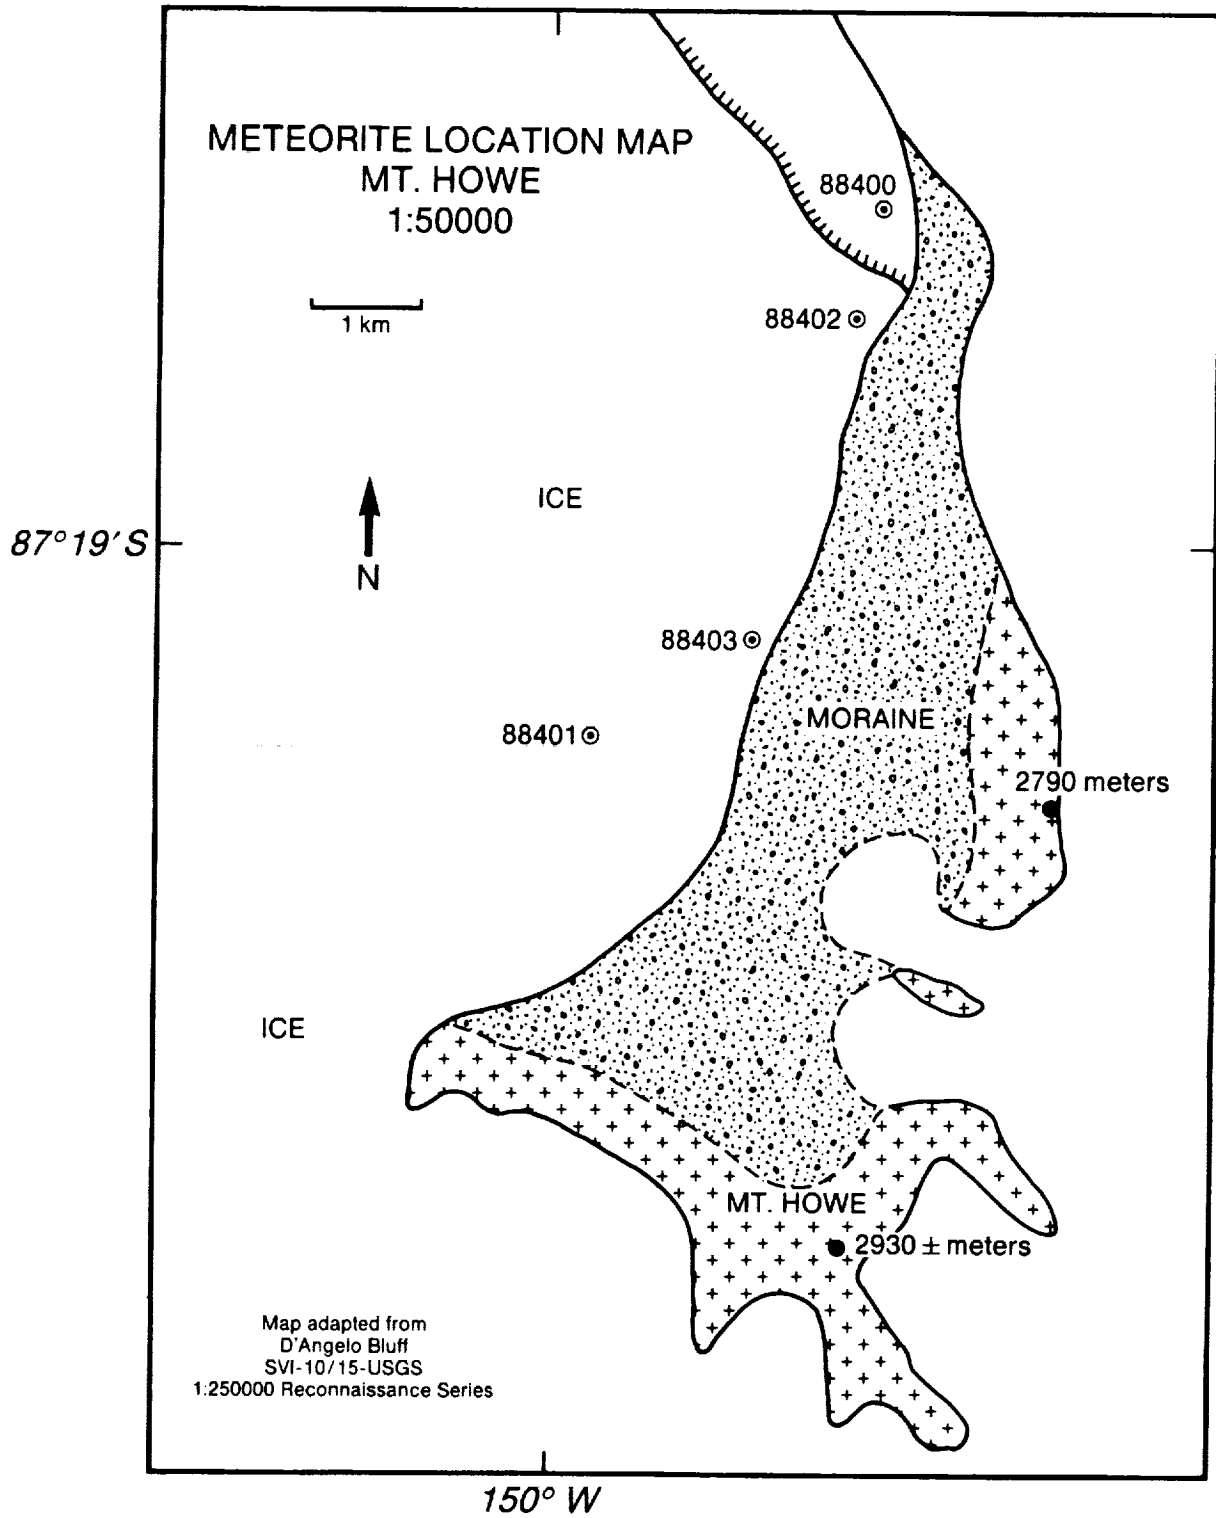 METEORITE LOCATION MAP
MT. HOWE
1:50000
1 km
88400
88402
ICE
87°19'S
N
88403
MORAINE
88401
2790 meters
ICE
MT. HOWE
2930 ± meters
Map adapted from
D'Angelo Bluff
SVI-10/15-USGS
1:250000 Reconnaissance Series
150° W